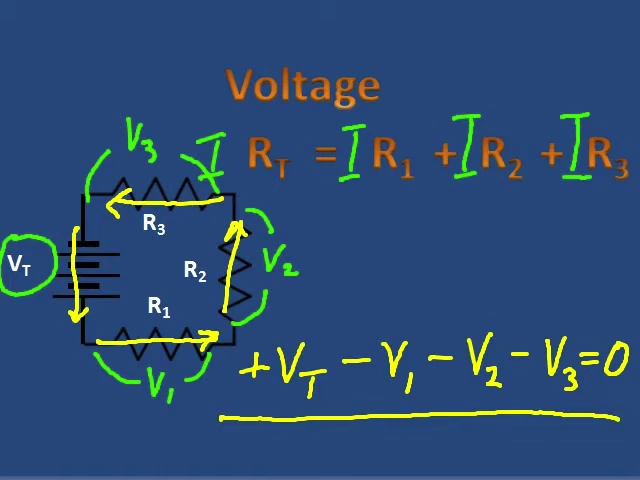 Voltage
V3
I RT = I R1 + I R2 + I R3
R3
VT
R2
V2
R1
V1
+VT - V1 - V2 - V3 = 0